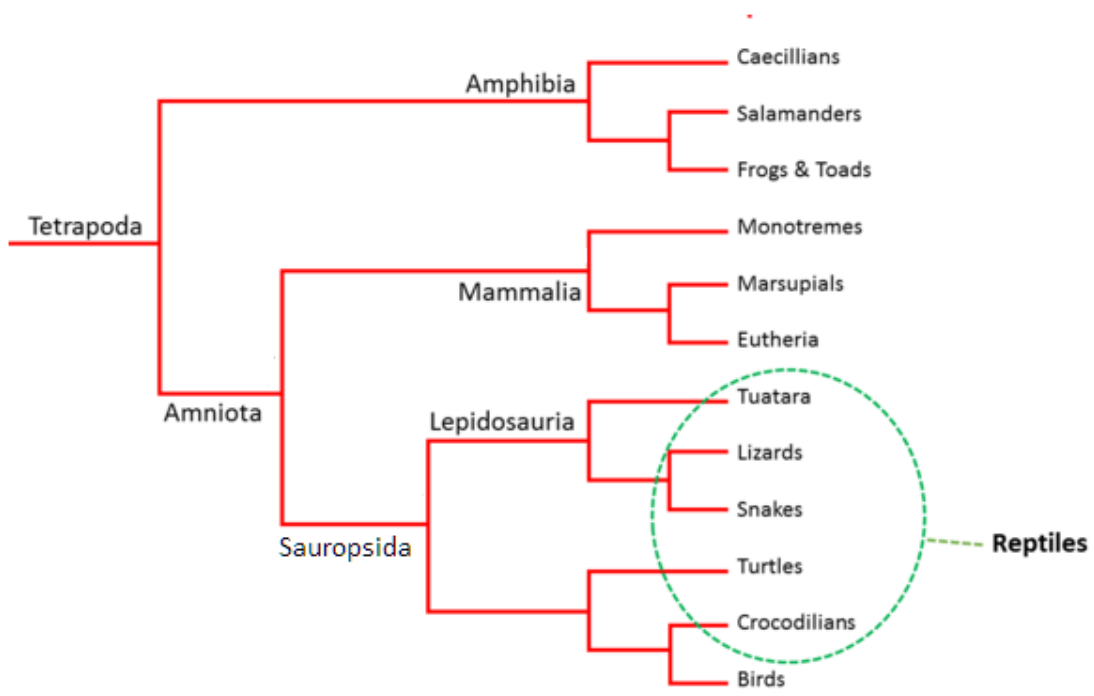 Caecillians
Amphibia
Salamanders
Frogs & Toads
Tetrapoda
Monotremes
Mammalia
Marsupials
Eutheria
Amniota
Tuatara
Lepidosauria
Lizards
Snakes
Sauropsida
Reptiles
Turtles
Crocodilians
Birds